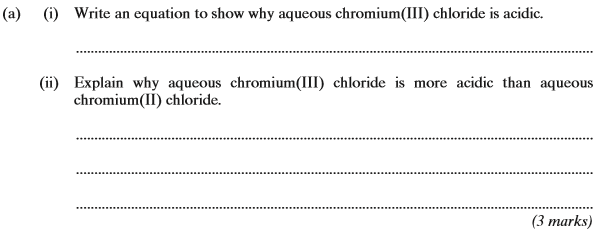 (a) (i) Write an equation to show why aqueous chromium(III) chloride is acidic.
(ii) Explain why aqueous chromium(III) chloride is more acidic than aqueous
chromium(II) chloride.
(3 marks)